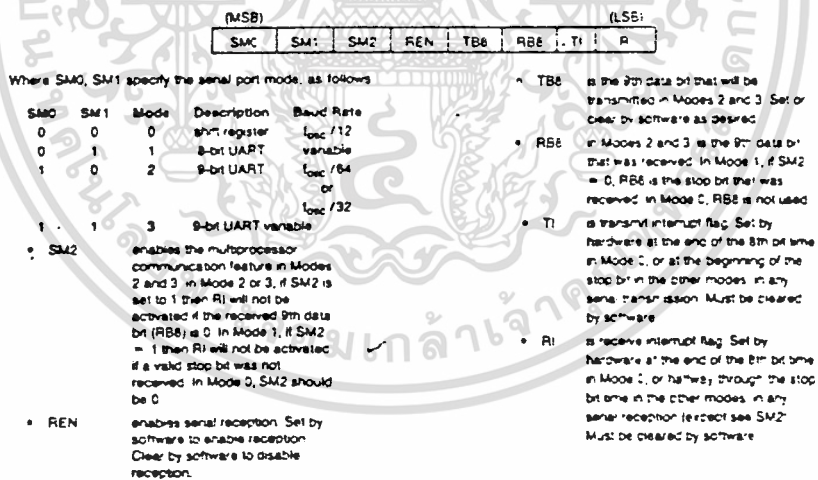 (MSB) (LSB)
SM0 SM1 SM2 REN TB8 RB8 TI R
Where SM0, SM1 specify the serial port mode, as follows
SM0 SM1 Mode Description Baud Rate
0 0 0 shift register fosc /12
0 1 1 8-bit UART variable
1 0 2 9-bit UART fosc /64
or
fosc /32
1 1 3 9-bit UART variable
• SM2 enables the multiprocessor
communication feature in Modes
2 and 3. In Mode 2 or 3, if SM2 is
set to 1 then RI will not be
activated if the received 9th data
bit (RB8) is 0. In Mode 1, if SM2
= 1 then RI will not be activated
if a valid stop bit was not
received. In Mode 0, SM2 should
be 0
• REN enables serial reception. Set by
software to enable reception
Clear by software to disable
reception.
• TB8 is the 9th data bit that will be
transmitted in Modes 2 and 3. Set or
clear by software as desired
• RB8 in Modes 2 and 3 is the 9th data bit
that was received. In Mode 1, if SM2
= 0, RB8 is the stop bit that was
received. In Mode 0, RB8 is not used
• TI is transmit interrupt flag. Set by
hardware at the end of the 8th bit time
in Mode 0, or at the beginning of the
stop bit in the other modes, in any
serial transmission. Must be cleared
by software
• RI is receive interrupt flag. Set by
hardware at the end of the 8th bit time
in Mode 0, or halfway through the stop
bit time in the other modes, in any
serial reception (except see SM2)
Must be cleared by software